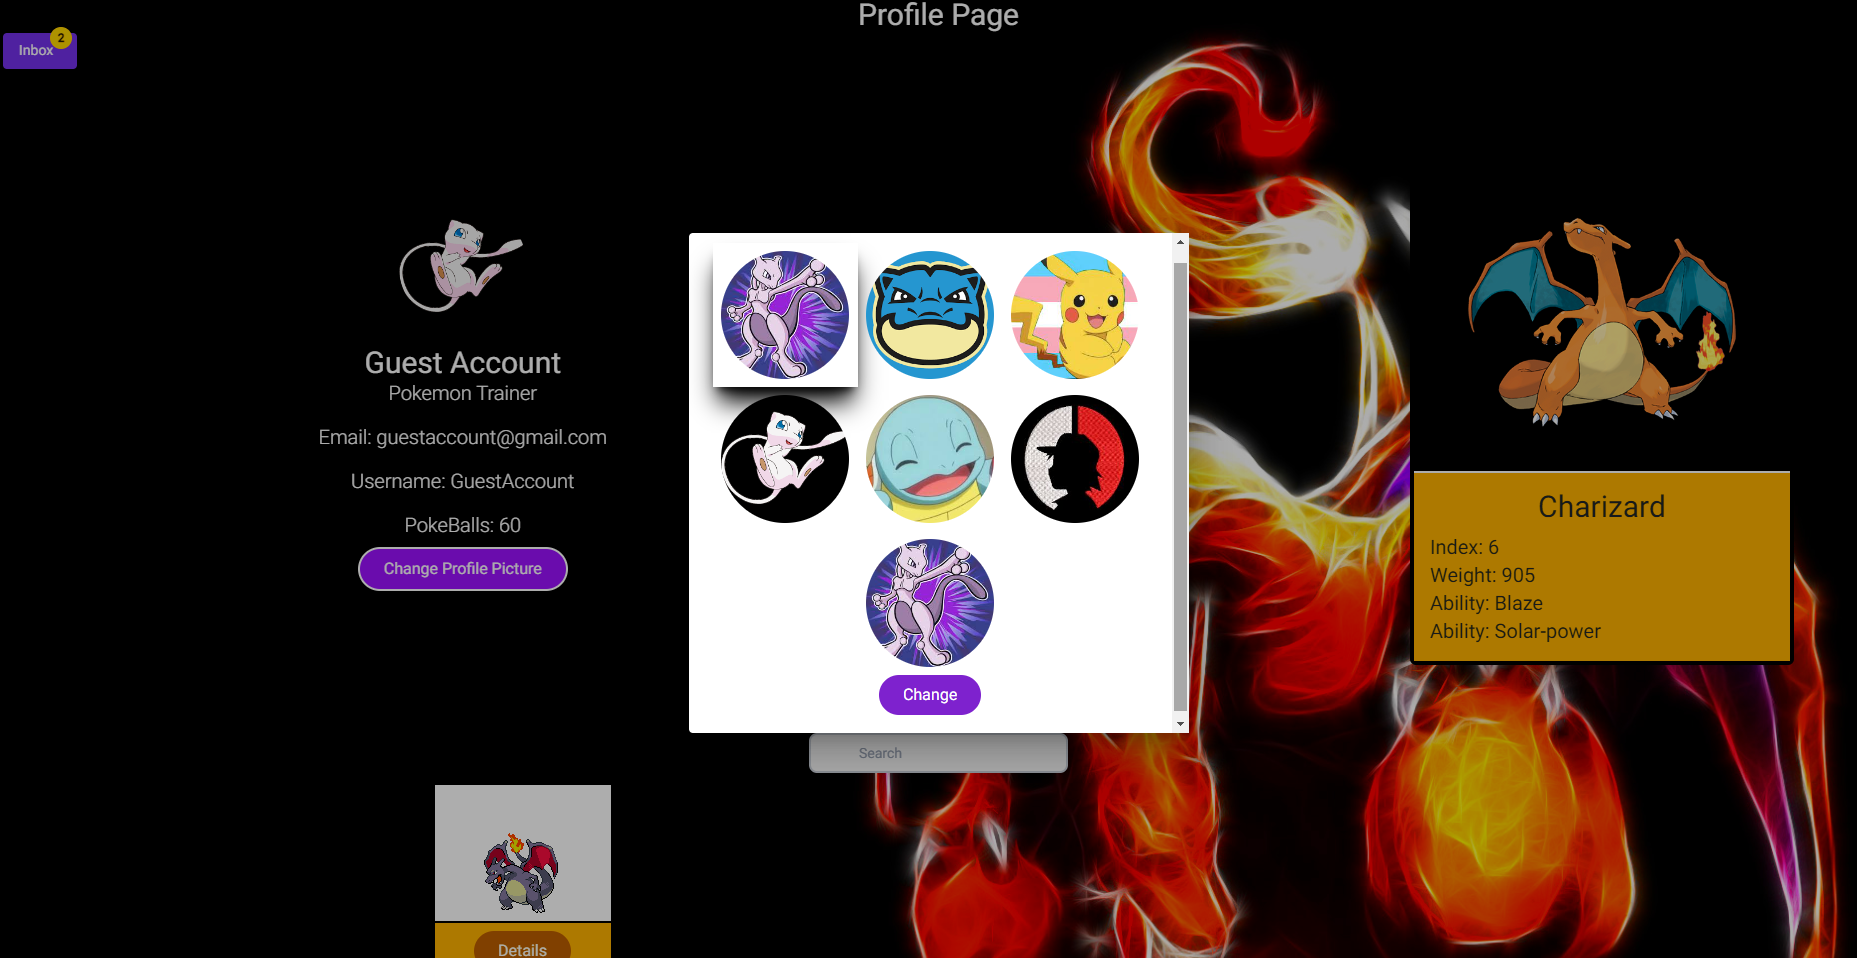 Profile Page
Inbox
2
Guest Account
Pokemon Trainer
Email: guestaccount@gmail.com
Username: GuestAccount
PokeBalls: 60
Change Profile Picture
Change
Search
Charizard
Index: 6
Weight: 905
Ability: Blaze
Ability: Solar-power
Details